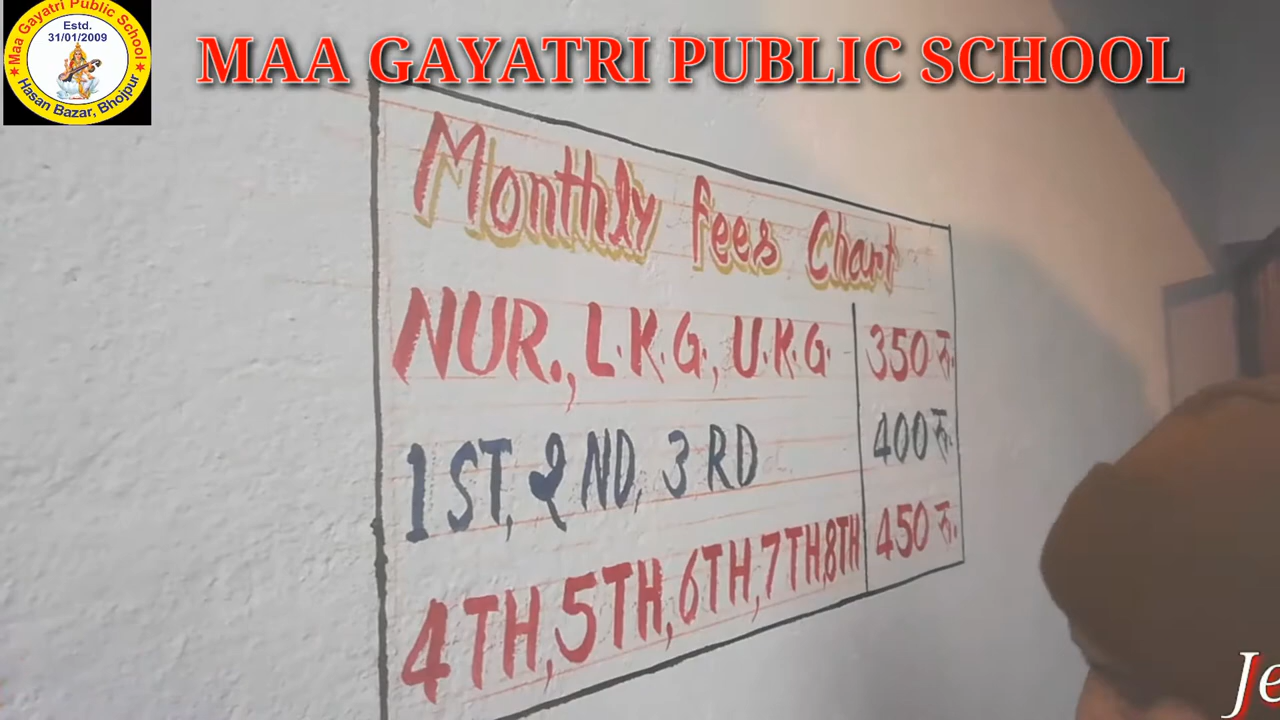 Maa Gayatri Public School
Estd.
31/01/2009
Hasan Bazar, Bhojpur
MAA GAYATRI PUBLIC SCHOOL
Monthly fees Chart
NUR., L.K.G., U.K.G. 350 रु.
1ST, 2ND, 3RD 400 रु.
4TH, 5TH, 6TH, 7TH, 8TH 450 रु.
Je